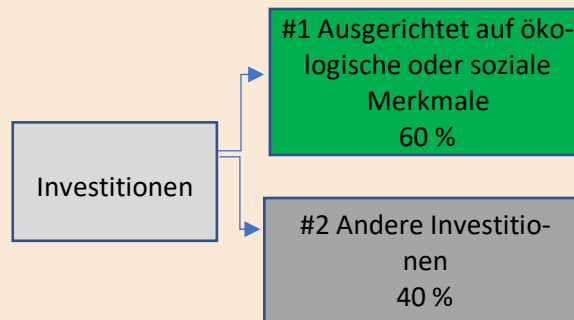 #1 Ausgerichtet auf öko-
logische oder soziale
Merkmale
60 %
Investitionen
#2 Andere Investitio-
nen
40 %